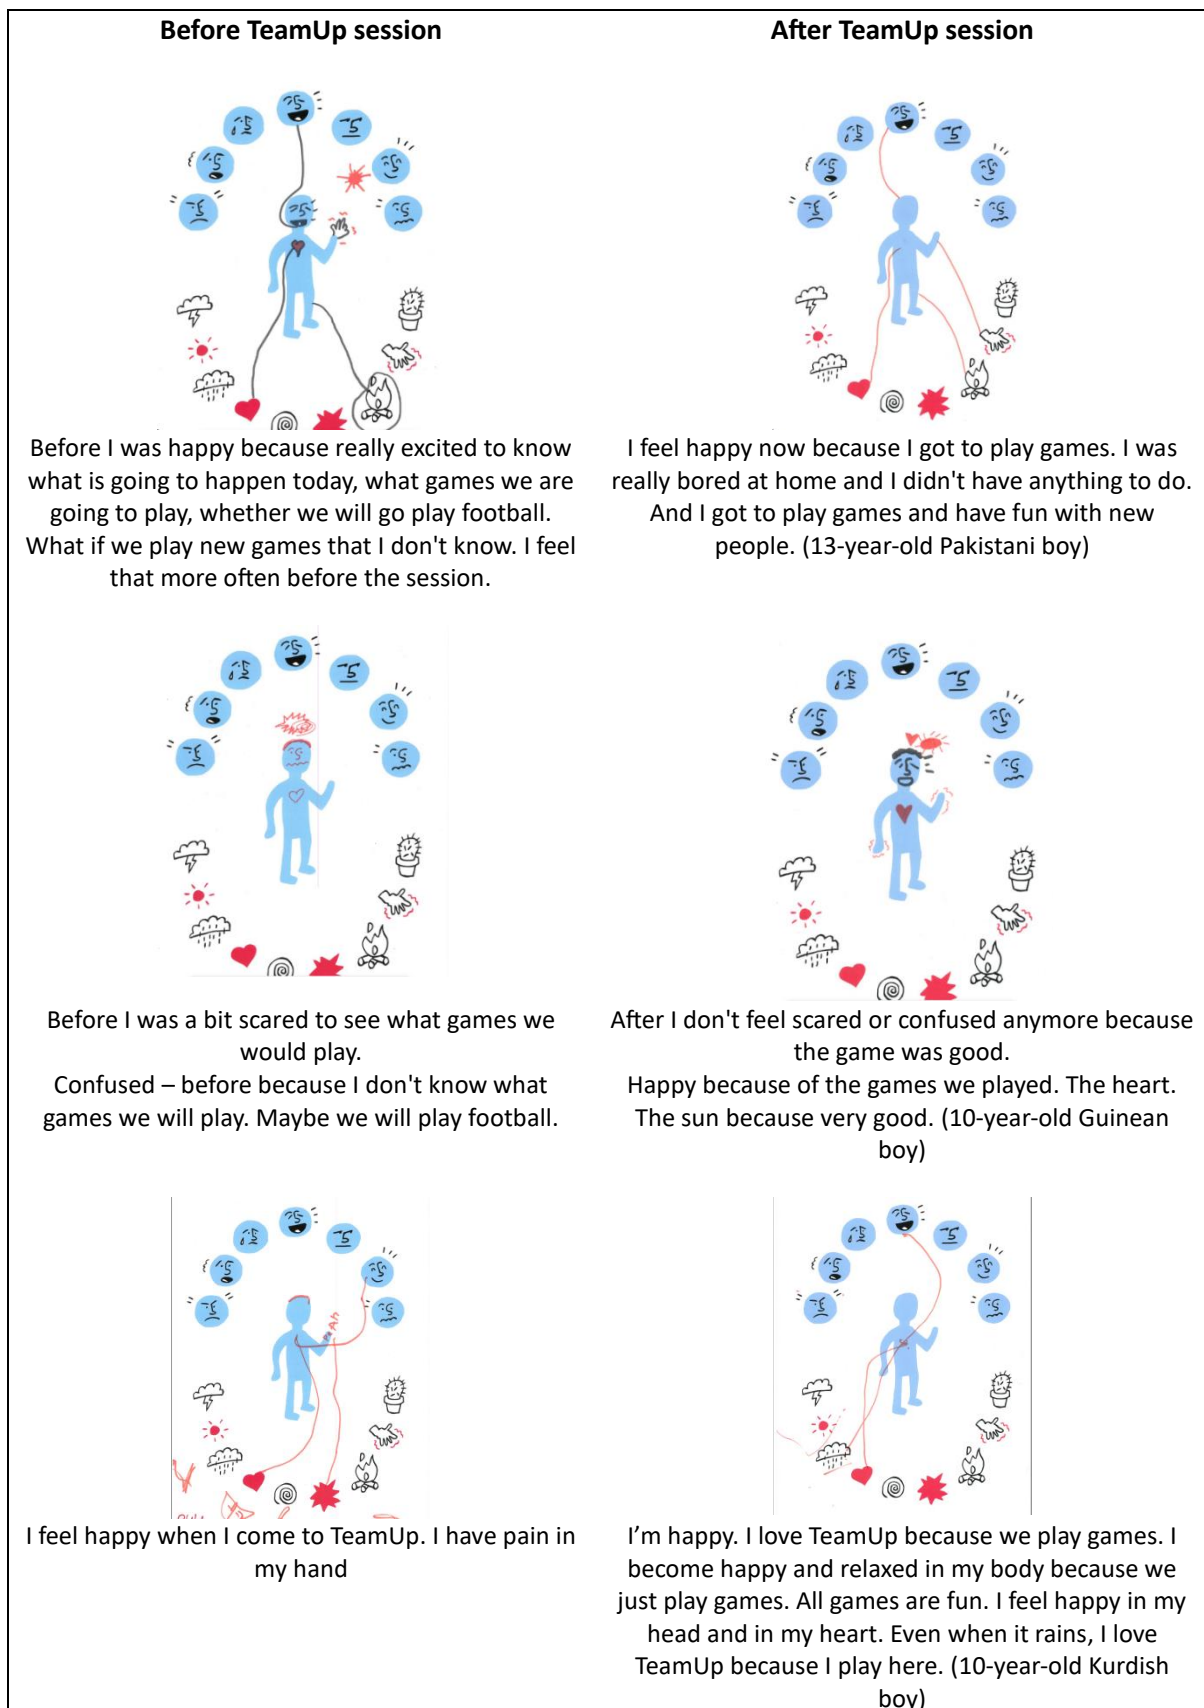 Before TeamUp session
After TeamUp session
Before I was happy because really excited to know
what is going to happen today, what games we are
going to play, whether we will go play football.
What if we play new games that I don't know. I feel
that more often before the session.
I feel happy now because I got to play games. I was
really bored at home and I didn't have anything to do.
And I got to play games and have fun with new
people. (13-year-old Pakistani boy)
Before I was a bit scared to see what games we
would play.
Confused – before because I don't know what
games we will play. Maybe we will play football.
After I don't feel scared or confused anymore because
the game was good.
Happy because of the games we played. The heart.
The sun because very good. (10-year-old Guinean
boy)
Ah
I feel happy when I come to TeamUp. I have pain in
my hand
I’m happy. I love TeamUp because we play games. I
become happy and relaxed in my body because we
just play games. All games are fun. I feel happy in my
head and in my heart. Even when it rains, I love
TeamUp because I play here. (10-year-old Kurdish
boy)